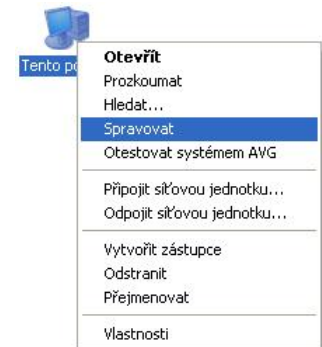 Tento po
Otevřít
Prozkoumat
Hledat...
Spravovat
Otestovat systémem AVG
Připojit síťovou jednotku...
Odpojit síťovou jednotku...
Vytvořit zástupce
Odstranit
Přejmenovat
Vlastnosti